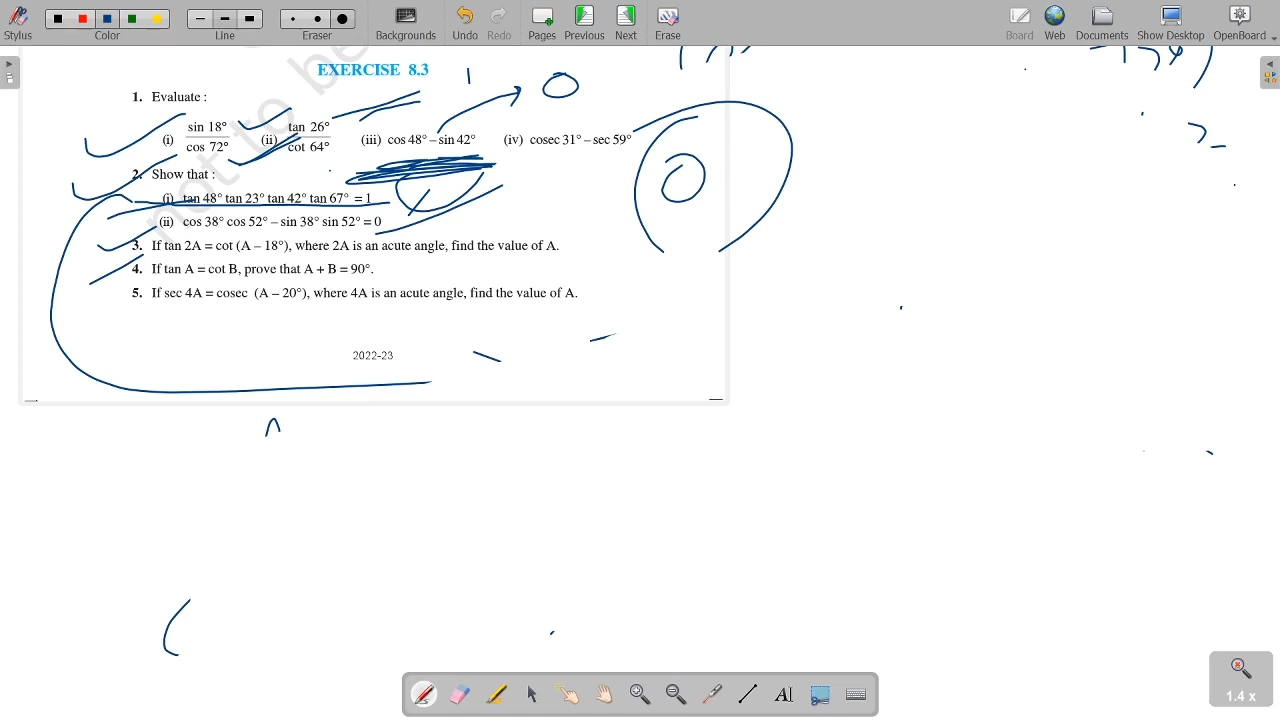 Stylus Color Line Eraser Backgrounds Undo Redo Pages Next Next Erase Board Web Documents Show Desktop OpenBoard
not to be
EXERCISE 8.3
1. Evaluate :
(i) sin 18° / cos 72° (ii) tan 26° / cot 64° (iii) cos 48° – sin 42° (iv) cosec 31° – sec 59°
2. Show that :
(i) tan 48° tan 23° tan 42° tan 67° = 1
(ii) cos 38° cos 52° – sin 38° sin 52° = 0
3. If tan 2A = cot (A – 18°), where 2A is an acute angle, find the value of A.
4. If tan A = cot B, prove that A + B = 90°.
5. If sec 4A = cosec (A – 20°), where 4A is an acute angle, find the value of A.
2022-23
1.4 x